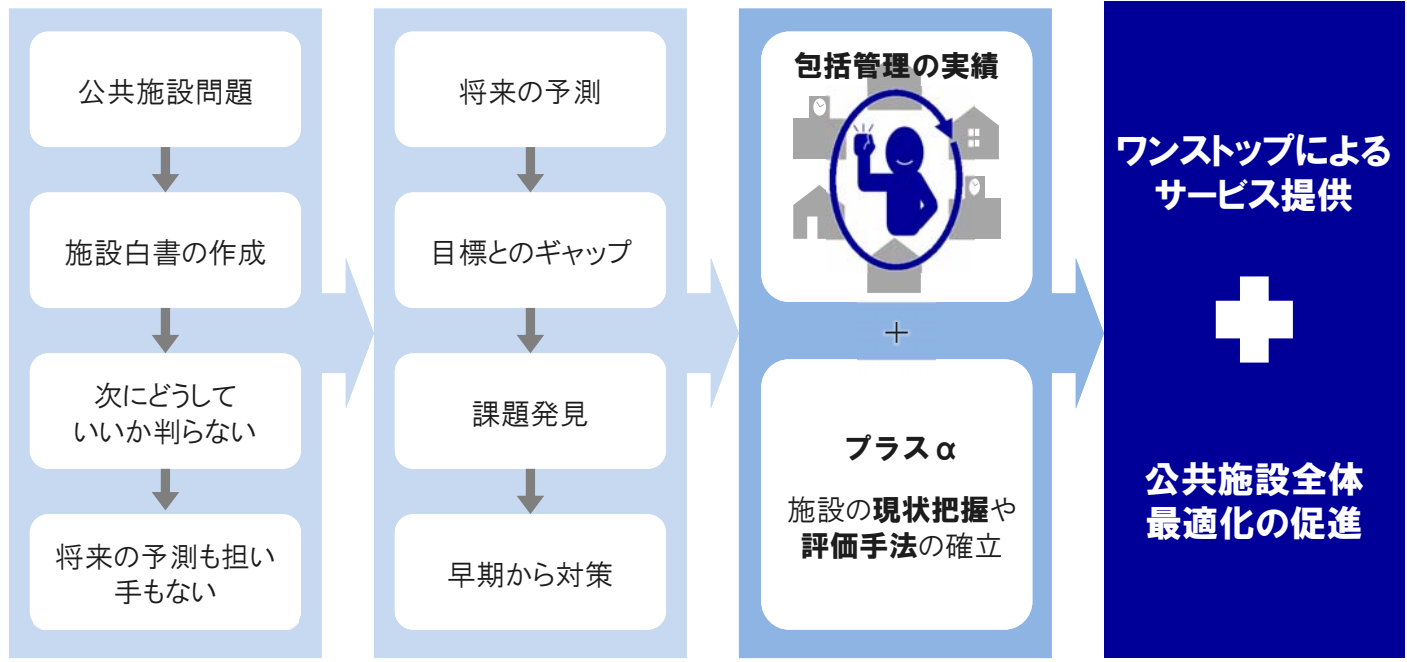 公共施設問題
施設白書の作成
次にどうして
いいか判らない
将来の予測も担い
手もない
将来の予測
目標とのギャップ
課題発見
早期から対策
包括管理の実績
+
プラスα
施設の現状把握や
評価手法の確立
ワンストップによる
サービス提供
公共施設全体
最適化の促進